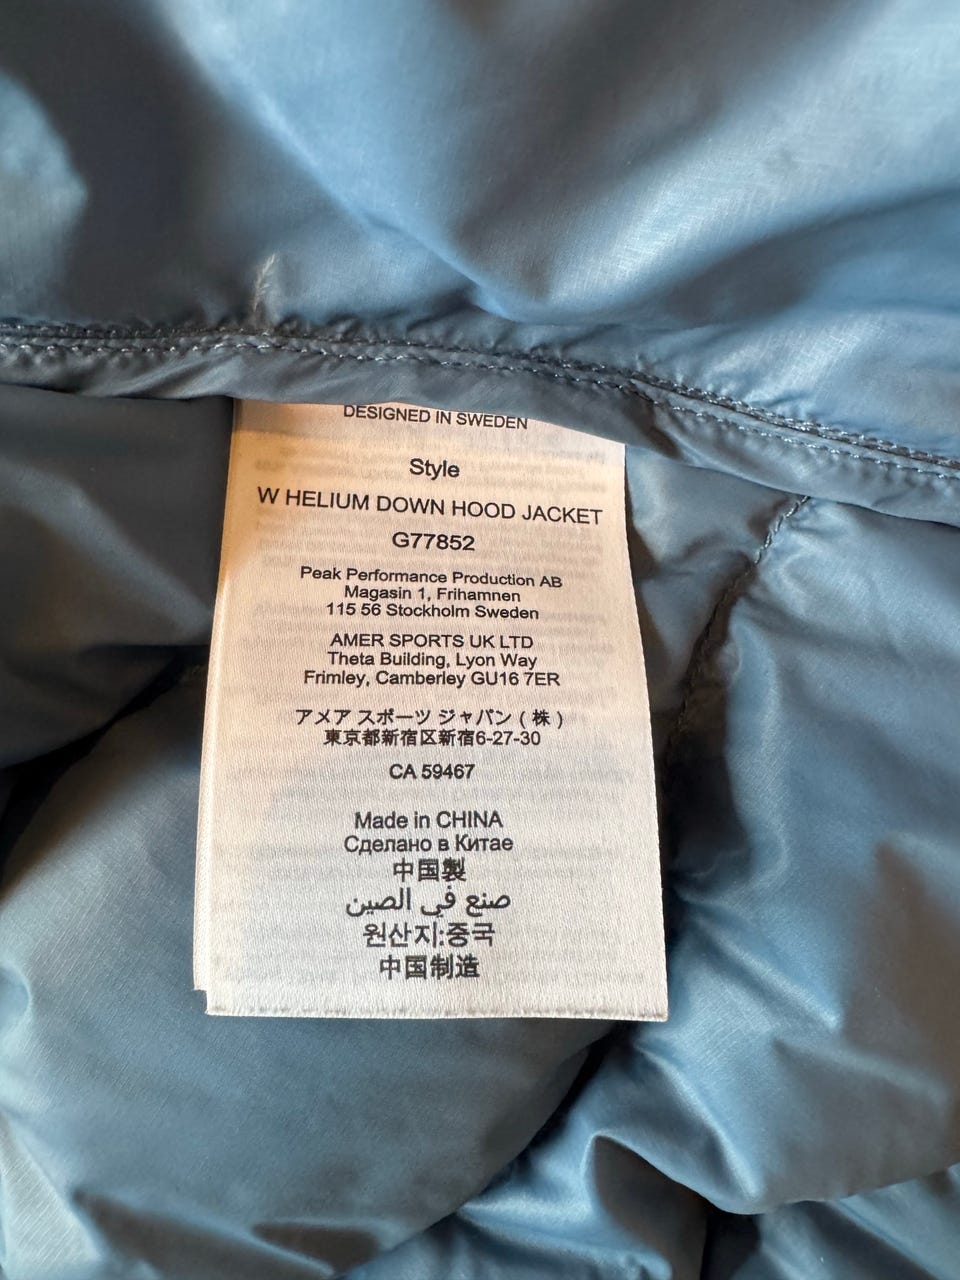 DESIGNED IN SWEDEN
Style
W HELIUM DOWN HOOD JACKET
G77852
Peak Performance Production AB
Magasin 1, Frihamnen
115 56 Stockholm Sweden
AMER SPORTS UK LTD
Theta Building, Lyon Way
Frimley, Camberley GU16 7ER
アメア スポーツ ジャパン ( 株 )
東京都新宿区新宿6-27-30
CA 59467
Made in CHINA
Сделано в Китае
中国製
صنع في الصين
원산지:중국
中国制造